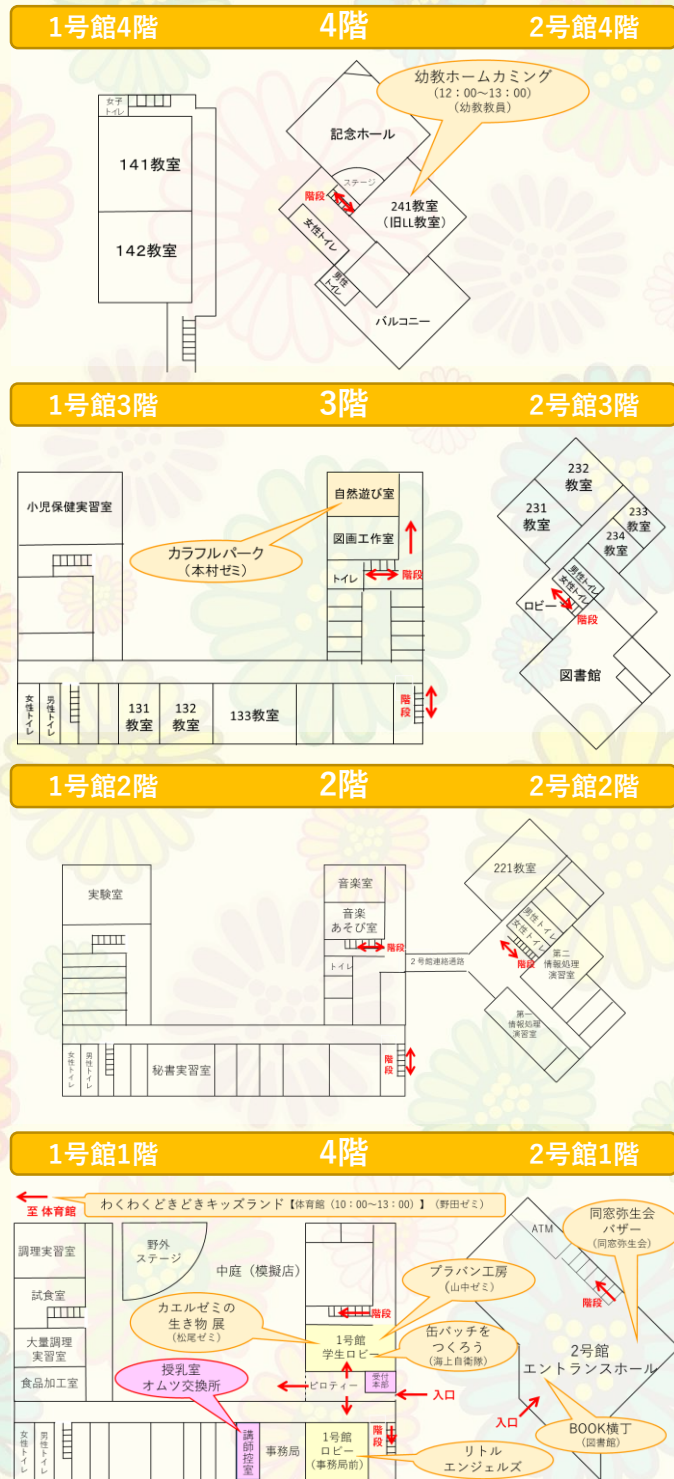 1号館4階 4階 2号館4階
女子
トイレ
141教室
142教室
幼教ホームカミング
(12：00～13：00)
(幼教教員)
記念ホール
ステージ
階段
241教室
(旧LL教室)
女性トイレ
男性
トイレ
バルコニー
1号館3階 3階 2号館3階
小児保健実習室
自然遊び室
図画工作室
カラフルパーク
(本村ゼミ)
トイレ
階段
女性トイレ
男性トイレ
131
教室
132
教室
133教室
階段
232
教室
231
教室
233
教室
234
教室
男性トイレ
女性トイレ
ロビー
階段
図書館
1号館2階 2階 2号館2階
実験室
音楽室
音楽
あそび室
階段
トイレ
2号館連絡通路
女性トイレ
男性トイレ
秘書実習室
階段
221教室
男性トイレ
女性トイレ
階段
第二
情報処理
演習室
第一
情報処理
演習室
1号館1階 4階 2号館1階
至 体育館
わくわくどきどきキッズランド【体育館（10：00～13：00）】（野田ゼミ）
調理実習室
試食室
大量調理
実習室
食品加工室
野外
ステージ
中庭（模擬店）
カエルゼミの
生き物 展
(松尾ゼミ)
プラバン工房
(山中ゼミ)
階段
1号館
学生ロビー
缶バッチを
つくろう
(海上自衛隊)
授乳室
オムツ交換所
ピロティー
受付
本部
入口
女性トイレ
男性トイレ
講師控室
事務局
1号館
ロビー
(事務局前)
階段
リトル
エンジェルズ
ATM
同窓弥生会
バザー
(同窓弥生会)
階段
2号館
エントランスホール
入口
BOOK横丁
(図書館)